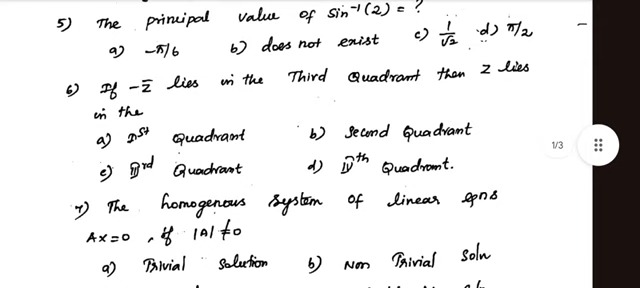 5) The principal value of sin⁻¹(2) = ?
a) -π/6 b) does not exist c) 1/√2 d) π/2
6) If -z̄ lies in the Third Quadrant then z lies
in the
a) Ist Quadrant b) Second Quadrant
c) IIIrd Quadrant d) IVth Quadrant.
7) The homogenous System of linear eqns
AX=0, if |A| ≠0
a) Trivial Solution b) Non Trivial Soln
1/3